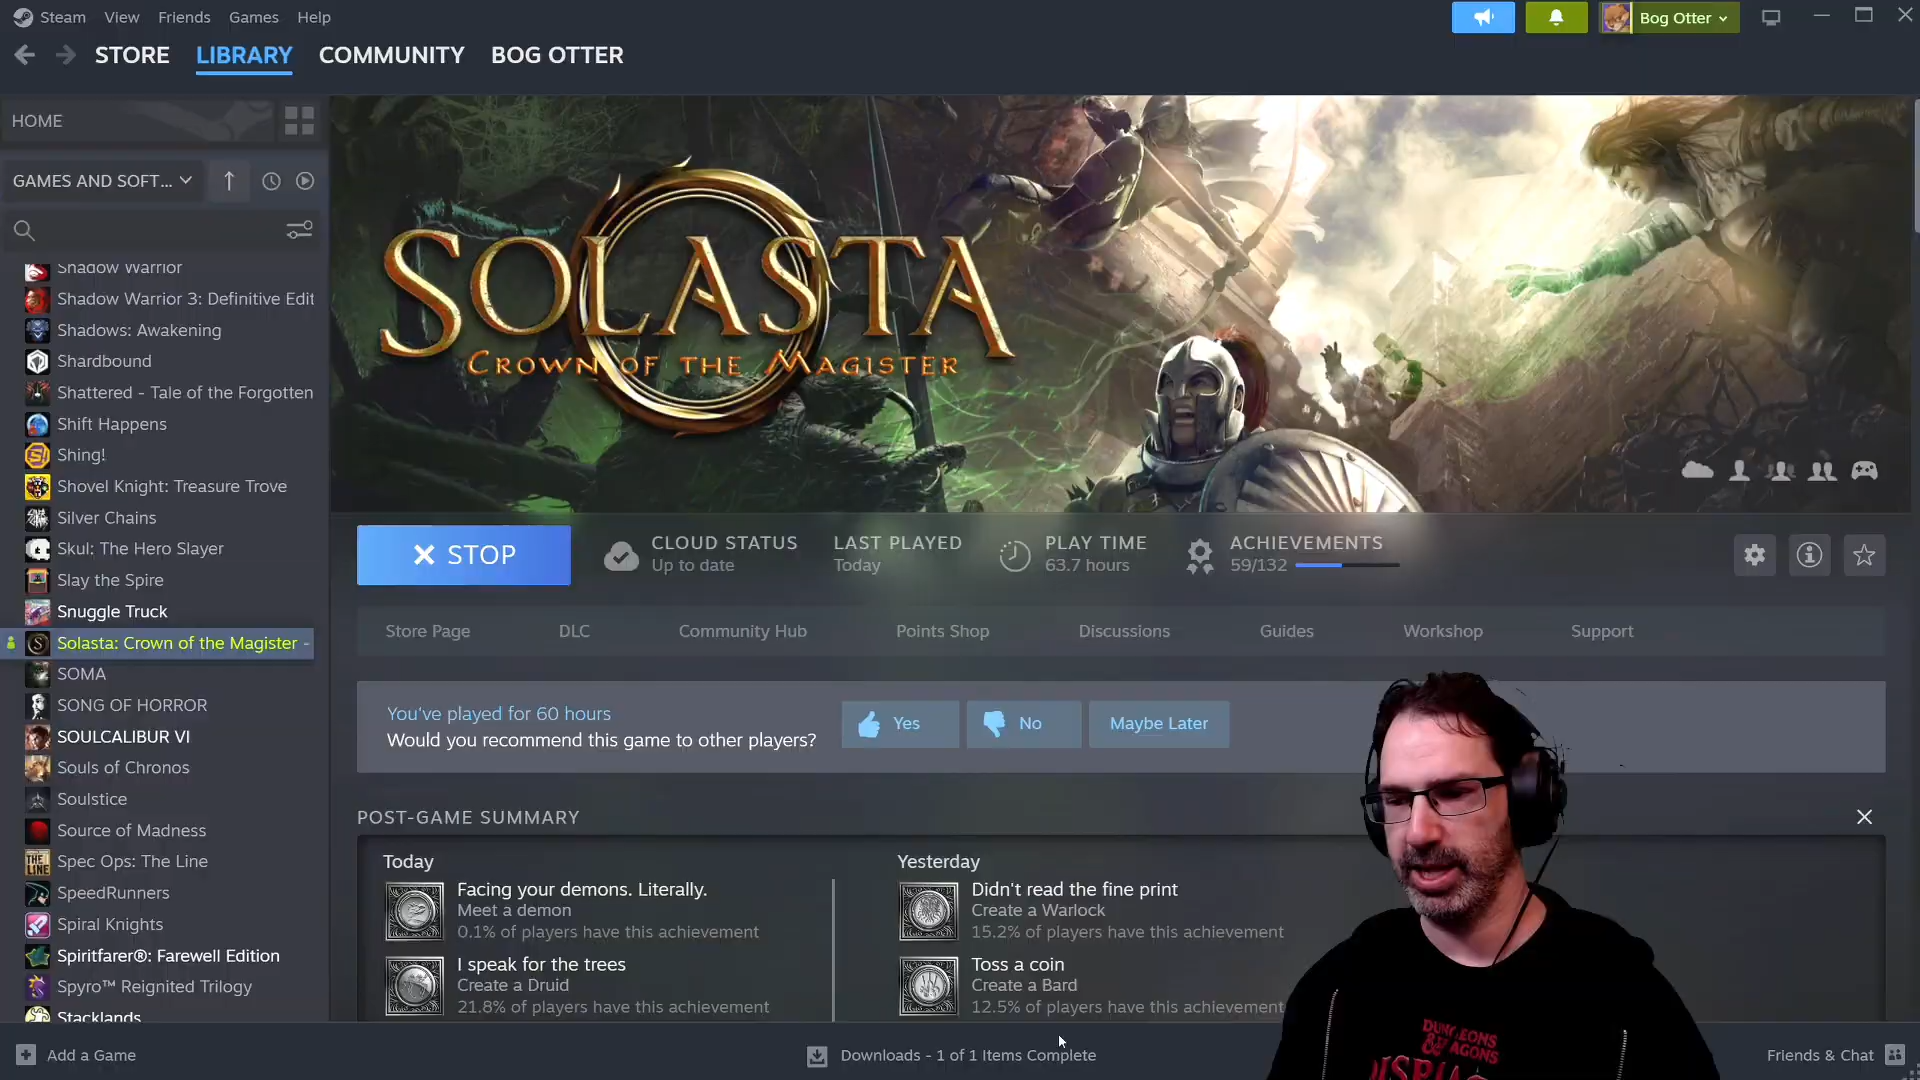 Steam View Friends Games Help
Bog Otter
STORE LIBRARY COMMUNITY BOG OTTER
HOME
GAMES AND SOFT...
Shadow Warrior
Shadow Warrior 3: Definitive Edit
Shadows: Awakening
Shardbound
Shattered - Tale of the Forgotten
Shift Happens
Shing!
Shovel Knight: Treasure Trove
Silver Chains
Skul: The Hero Slayer
Slay the Spire
Snuggle Truck
Solasta: Crown of the Magister -
SOMA
SONG OF HORROR
SOULCALIBUR VI
Souls of Chronos
Soulstice
Source of Madness
Spec Ops: The Line
SpeedRunners
Spiral Knights
Spiritfarer®: Farewell Edition
Spyro™ Reignited Trilogy
Stacklands
Add a Game
SOLASTA
CROWN OF THE MAGISTER
STOP
CLOUD STATUS
Up to date
LAST PLAYED
Today
PLAY TIME
63.7 hours
ACHIEVEMENTS
59/132
Store Page DLC Community Hub Points Shop Discussions Guides Workshop Support
You've played for 60 hours
Would you recommend this game to other players?
Yes No Maybe Later
POST-GAME SUMMARY
Today
Facing your demons. Literally.
Meet a demon
0.1% of players have this achievement
I speak for the trees
Create a Druid
21.8% of players have this achievement
Yesterday
Didn't read the fine print
Create a Warlock
15.2% of players have this achievement
Toss a coin
Create a Bard
12.5% of players have this achievement
DUNGEONS
& DRAGONS
Downloads - 1 of 1 Items Complete
Friends & Chat